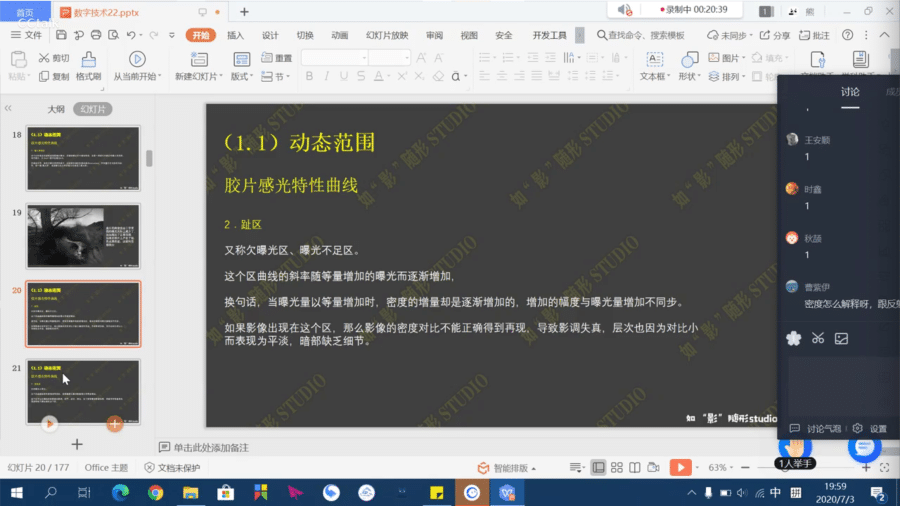 首页
数字技术22.pptx
录制中 00:20:39
1
熊
文件
开始
插入
设计
切换
动画
幻灯片放映
审阅
视图
安全
开发工具
查找命令、搜索模板
未同步
分享
批注
粘贴
剪切
复制
格式刷
从当前开始
新建幻灯片
版式
重置
节
文本框
形状
图片
排列
填充
大纲
幻灯片
18
19
20
21
(1.1)动态范围
胶片感光特性曲线
2.趾区
又称欠曝光区、曝光不足区。
这个区曲线的斜率随等量增加的曝光而逐渐增加，
换句话，当曝光量以等量增加时，密度的增量却是逐渐增加的，增加的幅度与曝光量增加不同步。
如果影像出现在这个区，那么影像的密度对比不能正确得到再现，导致影调失真，层次也因为对比小
而表现为平淡，暗部缺乏细节。
如“影”随形STUDIO
如“影”随形studio
讨论
王安顺
1
时鑫
1
秋颉
1
曹紫伊
密度怎么解释呀，跟反射
讨论气泡
设置
1人举手
单击此处添加备注
幻灯片 20 / 177
Office 主题
文档未保护
智能排版
63%
中
19:59
2020/7/3
2